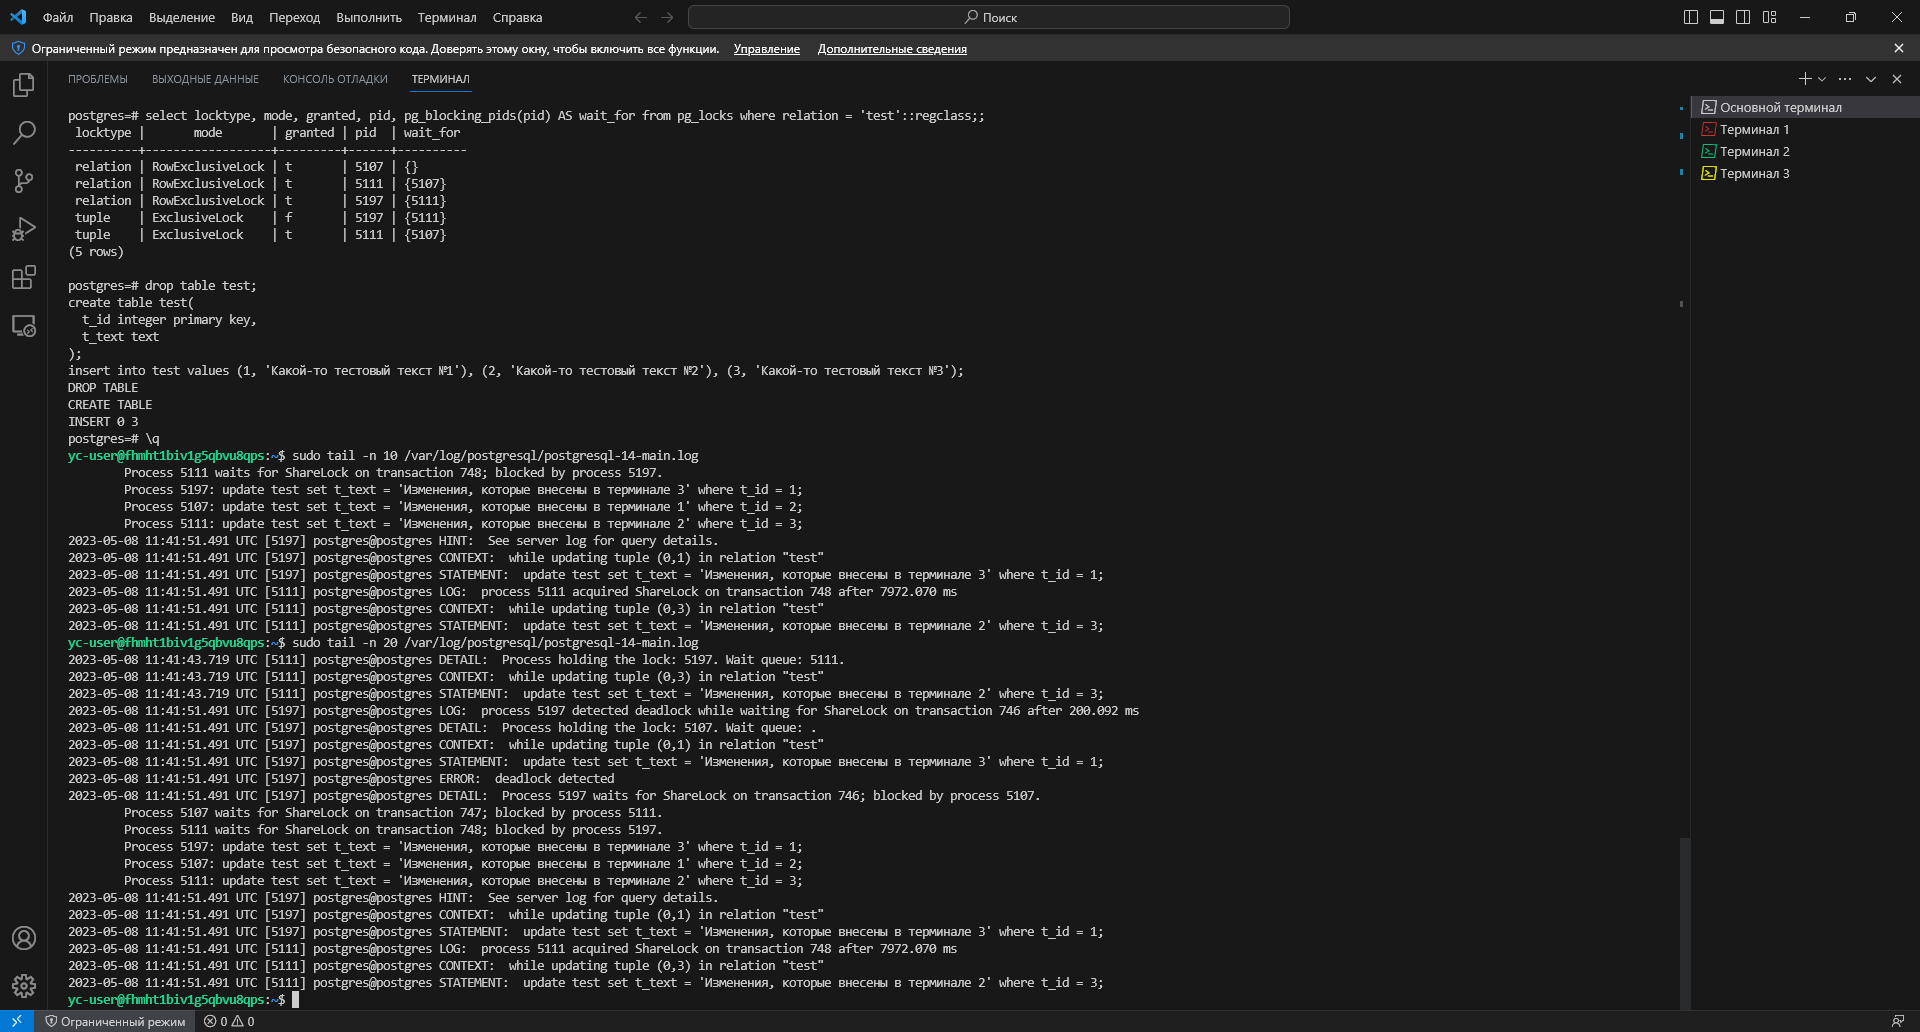 Файл Правка Выделение Вид Переход Выполнить Терминал Справка Поиск
Ограниченный режим предназначен для просмотра безопасного кода. Доверять этому окну, чтобы включить все функции. Управление Дополнительные сведения
ПРОБЛЕМЫ ВЫХОДНЫЕ ДАННЫЕ КОНСОЛЬ ОТЛАДКИ ТЕРМИНАЛ
postgres=# select locktype, mode, granted, pid, pg_blocking_pids(pid) AS wait_for from pg_locks where relation = 'test'::regclass;;
 locktype |       mode       | granted | pid  | wait_for
----------+------------------+---------+------+----------
 relation | RowExclusiveLock | t       | 5107 | {}
 relation | RowExclusiveLock | t       | 5111 | {5107}
 relation | RowExclusiveLock | t       | 5197 | {5111}
 tuple    | ExclusiveLock    | f       | 5197 | {5111}
 tuple    | ExclusiveLock    | t       | 5111 | {5107}
(5 rows)
postgres=# drop table test;
create table test(
  t_id integer primary key,
  t_text text
);
insert into test values (1, 'Какой-то тестовый текст №1'), (2, 'Какой-то тестовый текст №2'), (3, 'Какой-то тестовый текст №3');
DROP TABLE
CREATE TABLE
INSERT 0 3
postgres=# \q
yc-user@fhmht1biv1g5qbvu8qps:~$ sudo tail -n 10 /var/log/postgresql/postgresql-14-main.log
        Process 5111 waits for ShareLock on transaction 748; blocked by process 5197.
        Process 5197: update test set t_text = 'Изменения, которые внесены в терминале 3' where t_id = 1;
        Process 5107: update test set t_text = 'Изменения, которые внесены в терминале 1' where t_id = 2;
        Process 5111: update test set t_text = 'Изменения, которые внесены в терминале 2' where t_id = 3;
2023-05-08 11:41:51.491 UTC [5197] postgres@postgres HINT:  See server log for query details.
2023-05-08 11:41:51.491 UTC [5197] postgres@postgres CONTEXT:  while updating tuple (0,1) in relation "test"
2023-05-08 11:41:51.491 UTC [5197] postgres@postgres STATEMENT:  update test set t_text = 'Изменения, которые внесены в терминале 3' where t_id = 1;
2023-05-08 11:41:51.491 UTC [5111] postgres@postgres LOG:  process 5111 acquired ShareLock on transaction 748 after 7972.070 ms
2023-05-08 11:41:51.491 UTC [5111] postgres@postgres CONTEXT:  while updating tuple (0,3) in relation "test"
2023-05-08 11:41:51.491 UTC [5111] postgres@postgres STATEMENT:  update test set t_text = 'Изменения, которые внесены в терминале 2' where t_id = 3;
yc-user@fhmht1biv1g5qbvu8qps:~$ sudo tail -n 20 /var/log/postgresql/postgresql-14-main.log
2023-05-08 11:41:43.719 UTC [5111] postgres@postgres DETAIL:  Process holding the lock: 5197. Wait queue: 5111.
2023-05-08 11:41:43.719 UTC [5111] postgres@postgres CONTEXT:  while updating tuple (0,3) in relation "test"
2023-05-08 11:41:43.719 UTC [5111] postgres@postgres STATEMENT:  update test set t_text = 'Изменения, которые внесены в терминале 2' where t_id = 3;
2023-05-08 11:41:51.491 UTC [5197] postgres@postgres LOG:  process 5197 detected deadlock while waiting for ShareLock on transaction 746 after 200.092 ms
2023-05-08 11:41:51.491 UTC [5197] postgres@postgres DETAIL:  Process holding the lock: 5107. Wait queue: .
2023-05-08 11:41:51.491 UTC [5197] postgres@postgres CONTEXT:  while updating tuple (0,1) in relation "test"
2023-05-08 11:41:51.491 UTC [5197] postgres@postgres STATEMENT:  update test set t_text = 'Изменения, которые внесены в терминале 3' where t_id = 1;
2023-05-08 11:41:51.491 UTC [5197] postgres@postgres ERROR:  deadlock detected
2023-05-08 11:41:51.491 UTC [5197] postgres@postgres DETAIL:  Process 5197 waits for ShareLock on transaction 746; blocked by process 5107.
        Process 5107 waits for ShareLock on transaction 747; blocked by process 5111.
        Process 5111 waits for ShareLock on transaction 748; blocked by process 5197.
        Process 5197: update test set t_text = 'Изменения, которые внесены в терминале 3' where t_id = 1;
        Process 5107: update test set t_text = 'Изменения, которые внесены в терминале 1' where t_id = 2;
        Process 5111: update test set t_text = 'Изменения, которые внесены в терминале 2' where t_id = 3;
2023-05-08 11:41:51.491 UTC [5197] postgres@postgres HINT:  See server log for query details.
2023-05-08 11:41:51.491 UTC [5197] postgres@postgres CONTEXT:  while updating tuple (0,1) in relation "test"
2023-05-08 11:41:51.491 UTC [5197] postgres@postgres STATEMENT:  update test set t_text = 'Изменения, которые внесены в терминале 3' where t_id = 1;
2023-05-08 11:41:51.491 UTC [5111] postgres@postgres LOG:  process 5111 acquired ShareLock on transaction 748 after 7972.070 ms
2023-05-08 11:41:51.491 UTC [5111] postgres@postgres CONTEXT:  while updating tuple (0,3) in relation "test"
2023-05-08 11:41:51.491 UTC [5111] postgres@postgres STATEMENT:  update test set t_text = 'Изменения, которые внесены в терминале 2' where t_id = 3;
yc-user@fhmht1biv1g5qbvu8qps:~$
Основной терминал
Терминал 1
Терминал 2
Терминал 3
Ограниченный режим 0 0